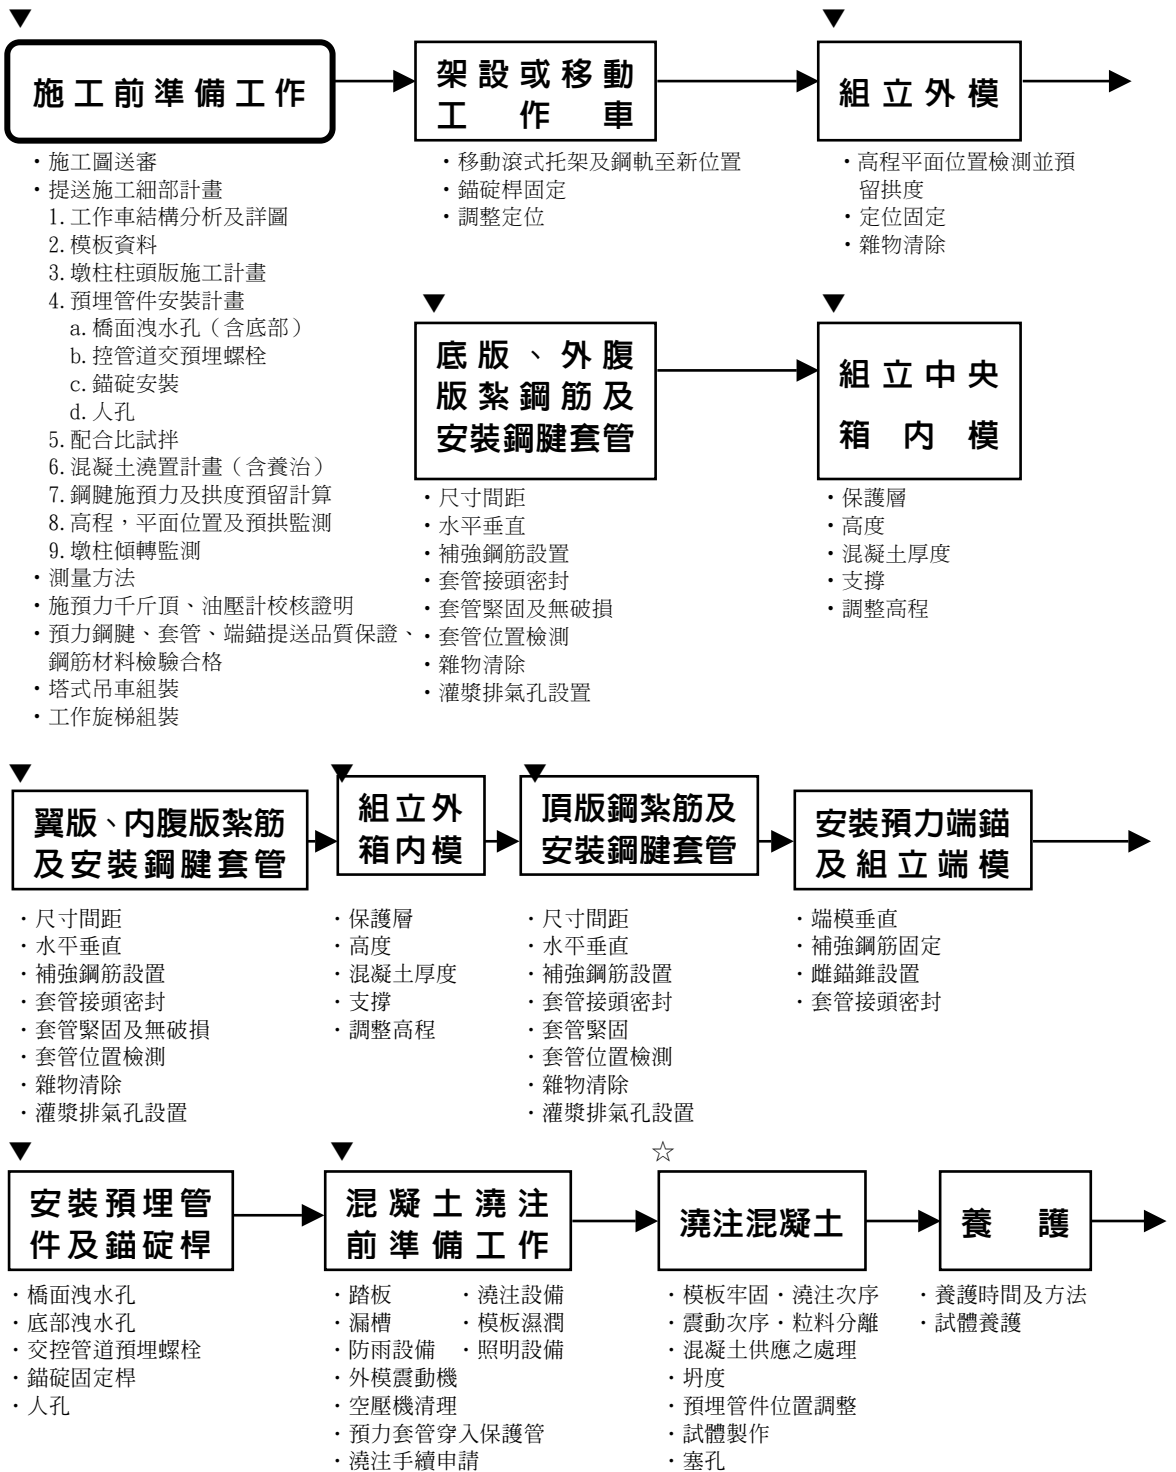 ▼
施工前準備工作
・施工圖送審
・提送施工細部計畫
1.工作車結構分析及詳圖
2.模板資料
3.墩柱柱頭版施工計畫
4.預埋管件安裝計畫
a.橋面洩水孔（含底部）
b.控管道交預埋螺栓
c.錨碇安裝
d.人孔
5.配合比試拌
6.混凝土澆置計畫（含養治）
7.鋼腱施預力及拱度預留計算
8.高程，平面位置及預拱監測
9.墩柱傾轉監測
・測量方法
・施預力千斤頂、油壓計校核證明
・預力鋼腱、套管、端錨提送品質保證、
鋼筋材料檢驗合格
・塔式吊車組裝
・工作旋梯組裝
架設或移動
工作車
・移動滾式托架及鋼軌至新位置
・錨碇桿固定
・調整定位
▼
組立外模
・高程平面位置檢測並預
留拱度
・定位固定
・雜物清除
▼
底版、外腹
版紮鋼筋及
安裝鋼腱套管
・尺寸間距
・水平垂直
・補強鋼筋設置
・套管接頭密封
・套管緊固及無破損
・套管位置檢測
・雜物清除
・灌漿排氣孔設置
▼
組立中央
箱内模
・保護層
・高度
・混凝土厚度
・支撐
・調整高程
▼
翼版、内腹版紮筋
及安裝鋼腱套管
・尺寸間距
・水平垂直
・補強鋼筋設置
・套管接頭密封
・套管緊固及無破損
・套管位置檢測
・雜物清除
・灌漿排氣孔設置
▼
組立外
箱内模
・保護層
・高度
・混凝土厚度
・支撐
・調整高程
▼
頂版鋼紮筋及
安裝鋼腱套管
・尺寸間距
・水平垂直
・補強鋼筋設置
・套管接頭密封
・套管緊固
・套管位置檢測
・雜物清除
・灌漿排氣孔設置
安裝預力端錨
及組立端模
・端模垂直
・補強鋼筋固定
・雌錨錐設置
・套管接頭密封
▼
安裝預埋管
件及錨碇桿
・橋面洩水孔
・底部洩水孔
・交控管道預埋螺栓
・錨碇固定桿
・人孔
▼
混凝土澆注
前準備工作
・踏板 ・澆注設備
・漏槽 ・模板濕潤
・防雨設備 ・照明設備
・外模震動機
・空壓機清理
・預力套管穿入保護管
・澆注手續申請
☆
澆注混凝土
・模板牢固・澆注次序
・震動次序・粒料分離
・混凝土供應之處理
・坍度
・預埋管件位置調整
・試體製作
・塞孔
養護
・養護時間及方法
・試體養護